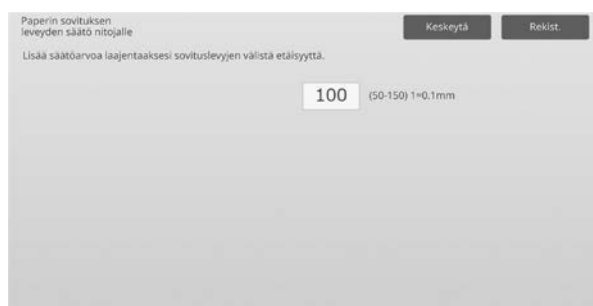 Paperin sovituksen
leveyden säätö nitojalle
Keskeytä
Rekist.
Lisää säätöarvoa laajentaaksesi sovituslevyjen välistä etäisyyttä.
100 (50-150) 1=0.1mm